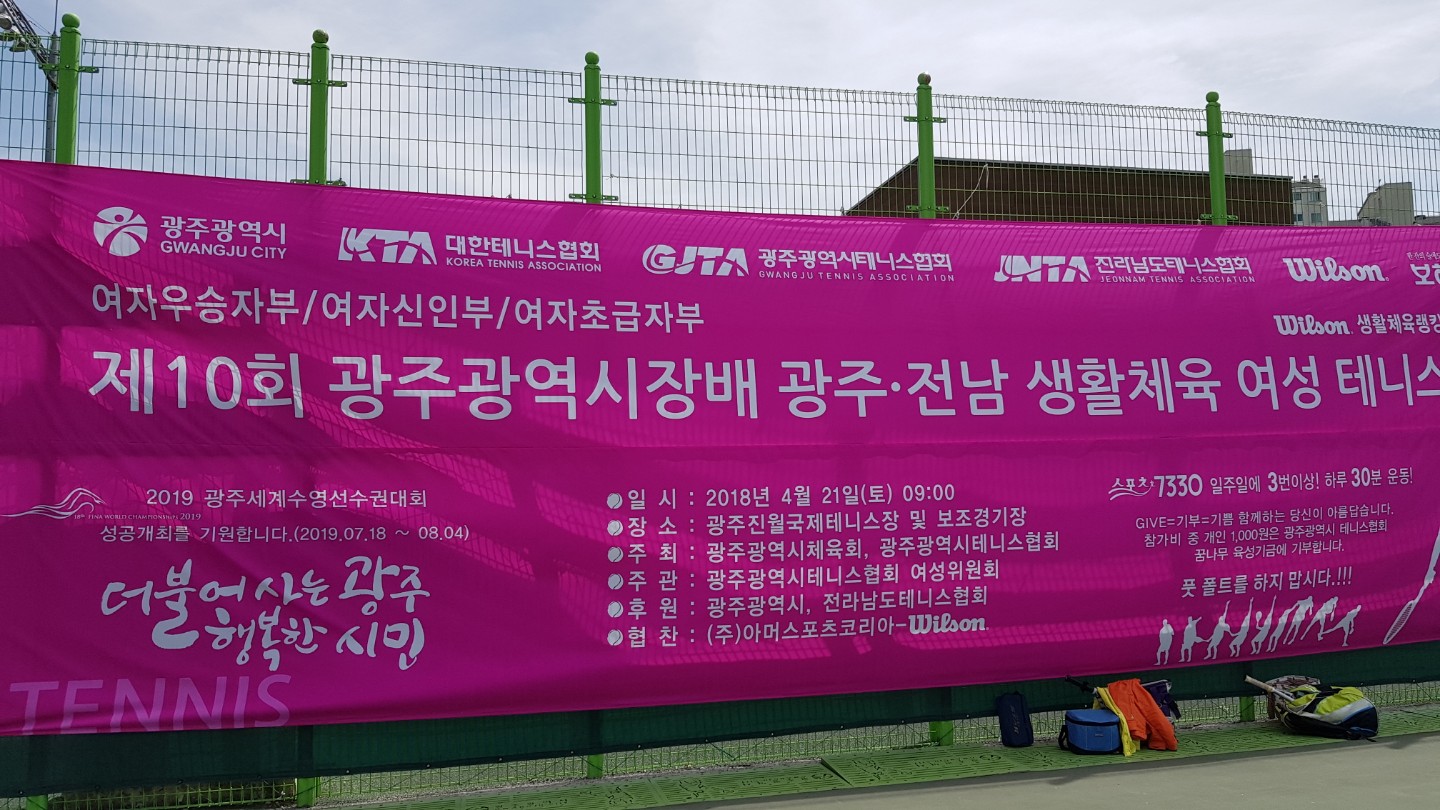 광주광역시
GWANGJU CITY
KTA 대한테니스협회
KOREA TENNIS ASSOCIATION
GJTA 광주광역시테니스협회
GWANGJU TENNIS ASSOCIATION
JNTA 전라남도테니스협회
JEONNAM TENNIS ASSOCIATION
Wilson
여자우승자부/여자신인부/여자초급자부
Wilson 생활체육랭킹
제10회 광주광역시장배 광주·전남 생활체육 여성 테니스
2019 광주세계수영선수권대회
18th FINA WORLD CHAMPIONSHIPS 2019
성공개최를 기원합니다.(2019.07.18 ~ 08.04)
더불어 사는 광주
행복한 시민
TENNIS
일 시 : 2018년 4월 21일(토) 09:00
장 소 : 광주진월국제테니스장 및 보조경기장
주 최 : 광주광역시체육회, 광주광역시테니스협회
주 관 : 광주광역시테니스협회 여성위원회
후 원 : 광주광역시, 전라남도테니스협회
협 찬 : (주)아머스포츠코리아-Wilson
스포츠7330 일주일에 3번이상! 하루 30분 운동!
GIVE=기부=기쁨 함께하는 당신이 아름답습니다.
참가비 중 개인 1,000원은 광주광역시 테니스협회
꿈나무 육성기금에 기부합니다.
풋 폴트를 하지 맙시다.!!!